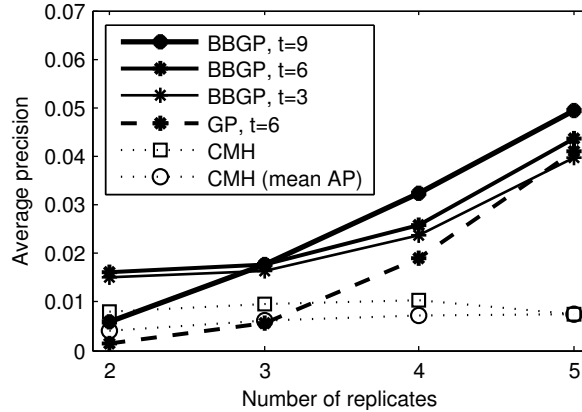 0.07
0.06
0.05
0.04
0.03
0.02
0.01
0
Average precision
BBGP, t=9
BBGP, t=6
BBGP, t=3
GP, t=6
CMH
CMH (mean AP)
2 3 4 5
Number of replicates